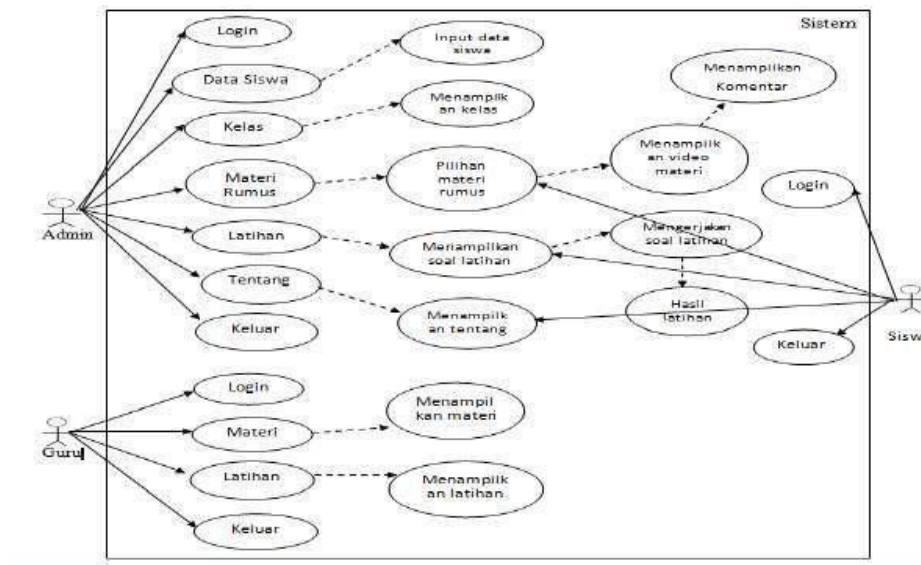 Sistem
Login
Input data
siswa
Data Siswa
Menampilkan
Komentar
Menampilk
an kelas
Kelas
Menampilk
an video
materi
Materi
Rumus
Pilihan
materi
rumus
Login
Admin
Latihan
Menampilkan
soal latihan
Mengerjakan
soal latihan
Tentang
Menampilk
an tentang
Hasil
latihan
Keluar
Keluar
Sisw
Login
Menampil
kan materi
Guru
Materi
Latihan
Menampilk
an latihan
Keluar